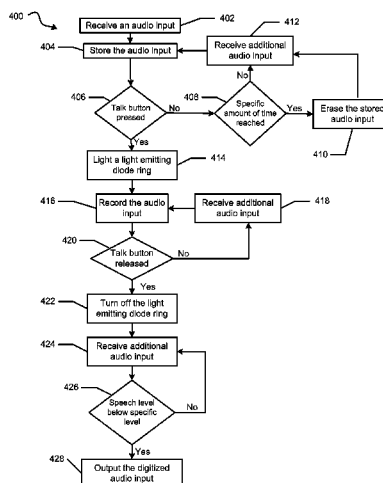 400
Receive an audio input
402
404
Store the audio input
Receive additional
audio input
412
406
Talk button
pressed
No
408
Specific
amount of time
reached
No
Yes
Erase the stored
audio input
410
Yes
Light a light emitting
diode ring
414
416
Record the audio
input
Receive additional
audio input
418
420
Talk button
released
No
Yes
422
Turn off the light
emitting diode ring
424
Receive additional
audio input
426
Speech level
below specific
level
No
Yes
428
Output the digitized
audio input